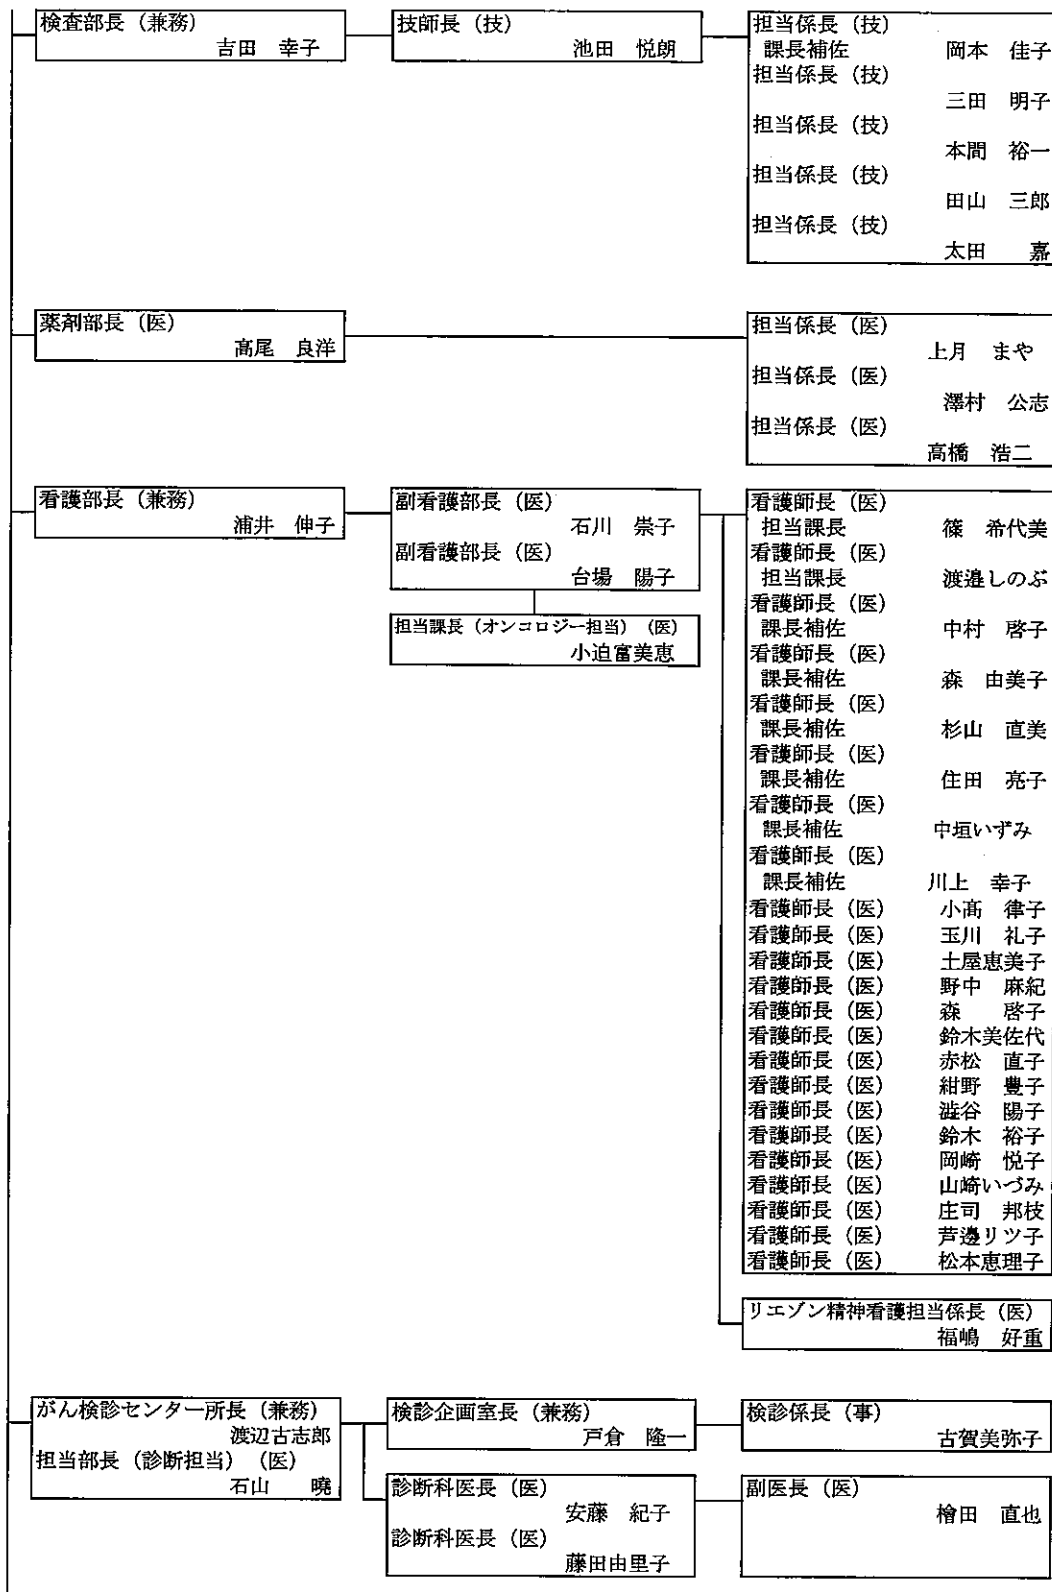 検査部長（兼務）
吉田　幸子
技師長（技）
池田　悦朗
担当係長（技）
課長補佐　岡本　佳子
担当係長（技）
三田　明子
担当係長（技）
本間　裕一
担当係長（技）
田山　三郎
担当係長（技）
太田　嘉
薬剤部長（医）
高尾　良洋
担当係長（医）
上月　まや
担当係長（医）
澤村　公志
担当係長（医）
高橋　浩二
看護部長（兼務）
浦井　伸子
副看護部長（医）
石川　崇子
副看護部長（医）
台場　陽子
担当課長（オンコロジー担当）（医）
小迫富美恵
看護師長（医）
担当課長　篠　希代美
看護師長（医）
担当課長　渡邉しのぶ
看護師長（医）
課長補佐　中村　啓子
看護師長（医）
課長補佐　森　由美子
看護師長（医）
課長補佐　杉山　直美
看護師長（医）
課長補佐　住田　亮子
看護師長（医）
課長補佐　中垣いずみ
看護師長（医）
課長補佐　川上　幸子
看護師長（医）　小髙　律子
看護師長（医）　玉川　礼子
看護師長（医）　土屋恵美子
看護師長（医）　野中　麻紀
看護師長（医）　森　啓子
看護師長（医）　鈴木美佐代
看護師長（医）　赤松　直子
看護師長（医）　紺野　豊子
看護師長（医）　澁谷　陽子
看護師長（医）　鈴木　裕子
看護師長（医）　岡崎　悦子
看護師長（医）　山崎いづみ
看護師長（医）　庄司　邦枝
看護師長（医）　芦邉リツ子
看護師長（医）　松本恵理子
リエゾン精神看護担当係長（医）
福嶋　好重
がん検診センター所長（兼務）
渡辺古志郎
担当部長（診断担当）（医）
石山　曉
検診企画室長（兼務）
戸倉　隆一
検診係長（事）
古賀美弥子
診断科医長（医）
安藤　紀子
診断科医長（医）
藤田由里子
副医長（医）
檜田　直也